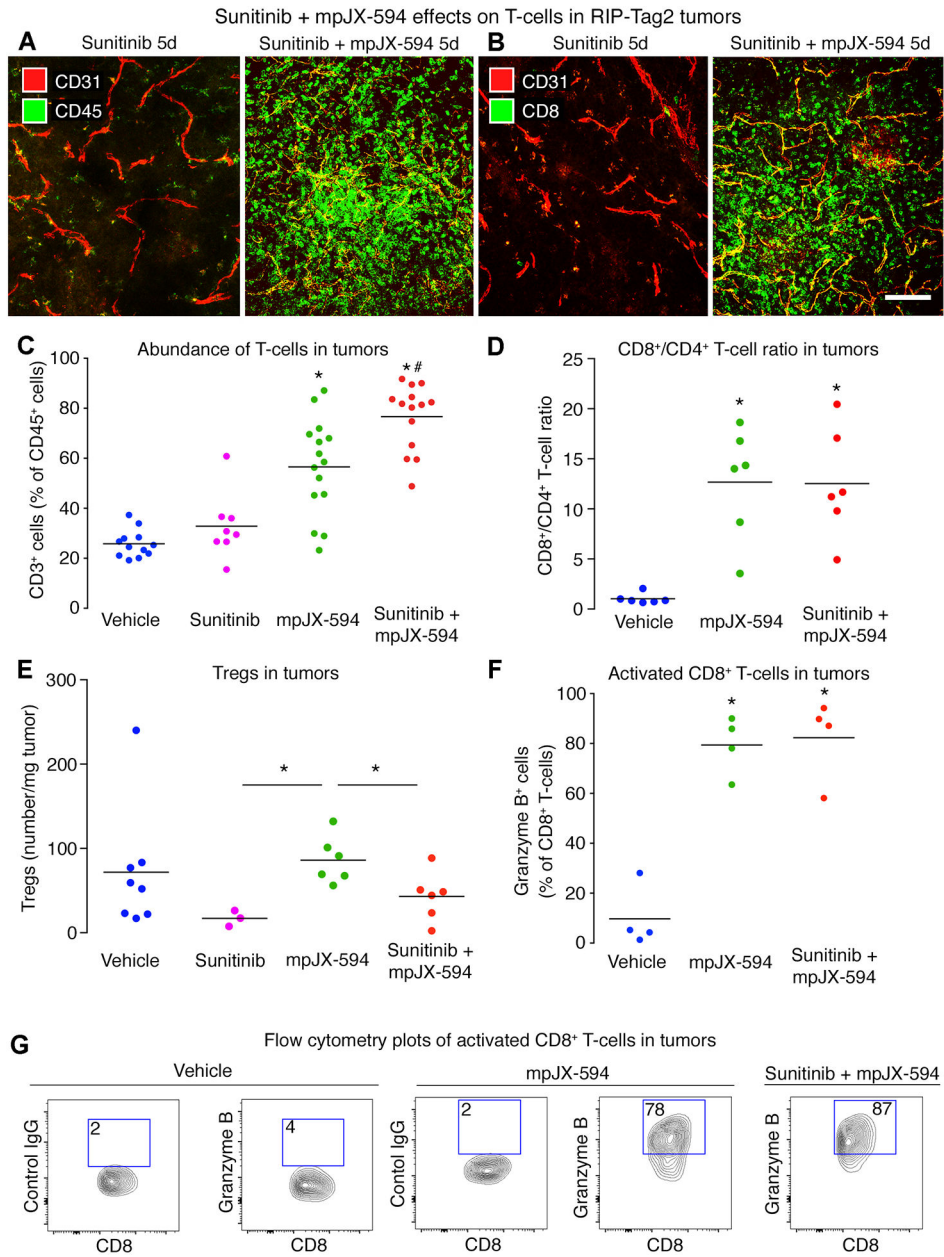 Sunitinib + mpJX-594 effects on T-cells in RIP-Tag2 tumors
A
Sunitinib 5d
Sunitinib + mpJX-594 5d
B
Sunitinib 5d
Sunitinib + mpJX-594 5d
CD31
CD45
CD31
CD8
C
Abundance of T-cells in tumors
CD3⁺ cells (% of CD45⁺ cells)
100
80
60
40
20
0
*
* #
Vehicle
Sunitinib
mpJX-594
Sunitinib +
mpJX-594
D
CD8⁺/CD4⁺ T-cell ratio in tumors
CD8⁺/CD4⁺ T-cell ratio
25
20
15
10
5
0
*
*
Vehicle
mpJX-594
Sunitinib +
mpJX-594
E
Tregs in tumors
Tregs (number/mg tumor)
300
200
100
0
*
*
Vehicle
Sunitinib
mpJX-594
Sunitinib +
mpJX-594
F
Activated CD8⁺ T-cells in tumors
Granzyme B⁺ cells
(% of CD8⁺ T-cells)
100
80
60
40
20
0
*
*
Vehicle
mpJX-594
Sunitinib +
mpJX-594
G
Flow cytometry plots of activated CD8⁺ T-cells in tumors
Vehicle
mpJX-594
Sunitinib + mpJX-594
Control IgG
2
CD8
Granzyme B
4
CD8
Control IgG
2
CD8
Granzyme B
78
CD8
Granzyme B
87
CD8